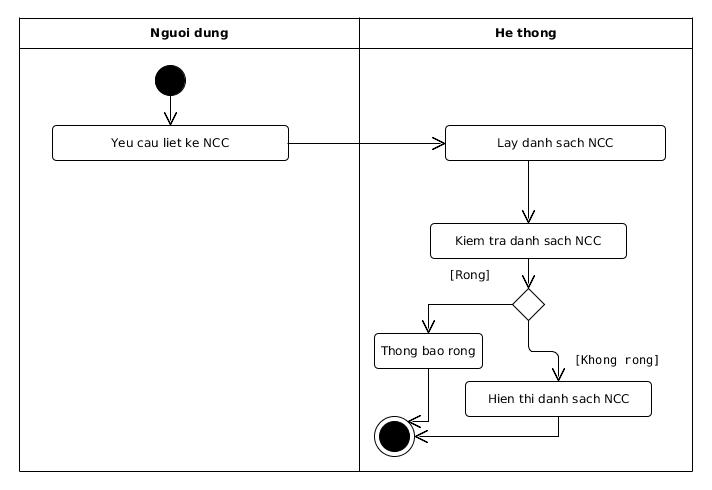 Nguoi dung
He thong
Yeu cau liet ke NCC
Lay danh sach NCC
Kiem tra danh sach NCC
[Rong]
Thong bao rong
[Khong rong]
Hien thi danh sach NCC